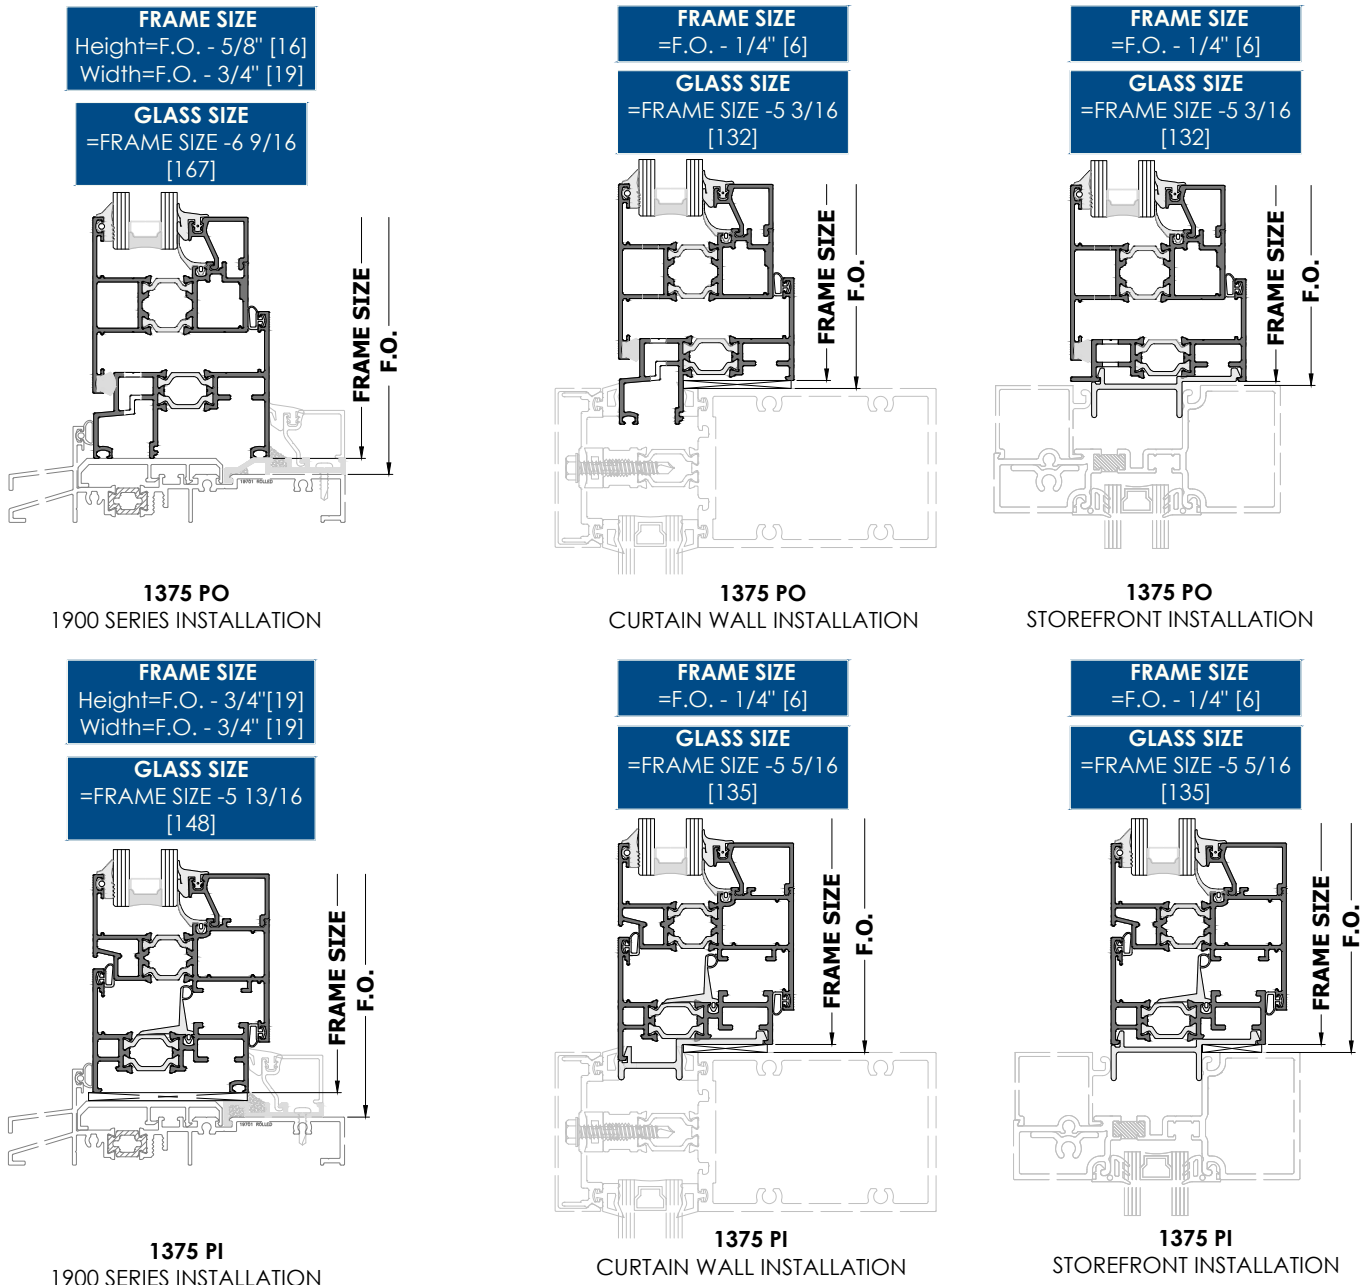 FRAME SIZE
Height=F.O. - 5/8" [16]
Width=F.O. - 3/4" [19]
GLASS SIZE
=FRAME SIZE -6 9/16
[167]
FRAME SIZE
F.O.
19701 ROLLED
1375 PO
1900 SERIES INSTALLATION
FRAME SIZE
=F.O. - 1/4" [6]
GLASS SIZE
=FRAME SIZE -5 3/16
[132]
FRAME SIZE
F.O.
1375 PO
CURTAIN WALL INSTALLATION
FRAME SIZE
=F.O. - 1/4" [6]
GLASS SIZE
=FRAME SIZE -5 3/16
[132]
FRAME SIZE
F.O.
1375 PO
STOREFRONT INSTALLATION
FRAME SIZE
Height=F.O. - 3/4"[19]
Width=F.O. - 3/4" [19]
GLASS SIZE
=FRAME SIZE -5 13/16
[148]
FRAME SIZE
F.O.
19701 ROLLED
1375 PI
1900 SERIES INSTALLATION
FRAME SIZE
=F.O. - 1/4" [6]
GLASS SIZE
=FRAME SIZE -5 5/16
[135]
FRAME SIZE
F.O.
1375 PI
CURTAIN WALL INSTALLATION
FRAME SIZE
=F.O. - 1/4" [6]
GLASS SIZE
=FRAME SIZE -5 5/16
[135]
FRAME SIZE
F.O.
1375 PI
STOREFRONT INSTALLATION